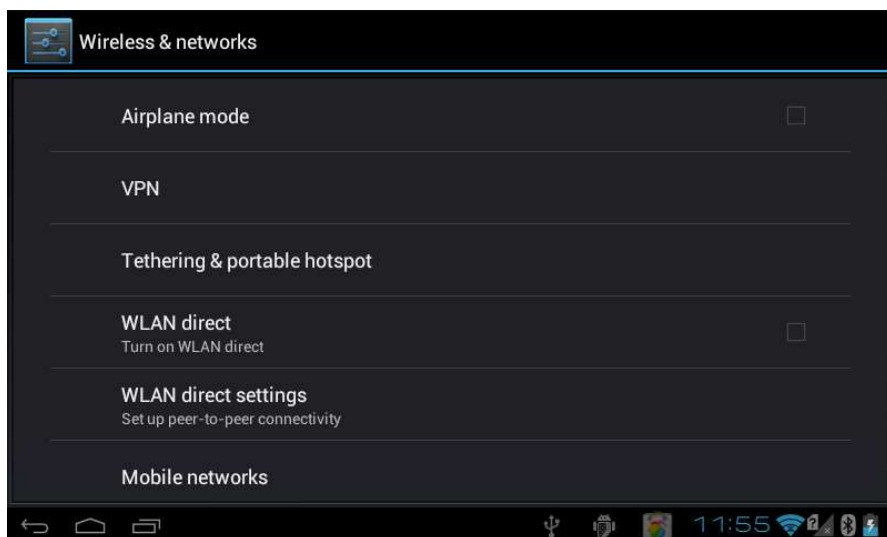 Wireless & networks
Airplane mode
VPN
Tethering & portable hotspot
WLAN direct
Turn on WLAN direct
WLAN direct settings
Set up peer-to-peer connectivity
Mobile networks
11:55